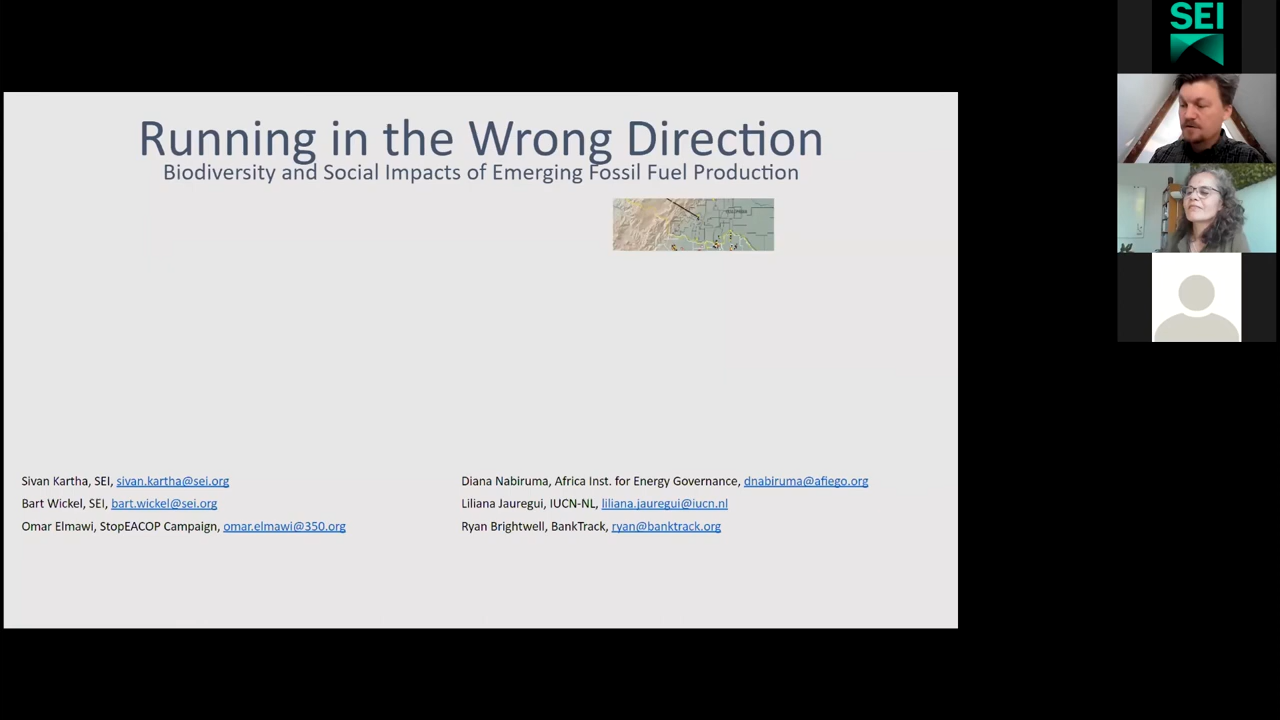 SEI
Running in the Wrong Direction
Biodiversity and Social Impacts of Emerging Fossil Fuel Production
Sivan Kartha, SEI, sivan.kartha@sei.org
Bart Wickel, SEI, bart.wickel@sei.org
Omar Elmawi, StopEACOP Campaign, omar.elmawi@350.org
Diana Nabiruma, Africa Inst. for Energy Governance, dnabiruma@afiego.org
Liliana Jauregui, IUCN-NL, liliana.jauregui@iucn.nl
Ryan Brightwell, BankTrack, ryan@banktrack.org